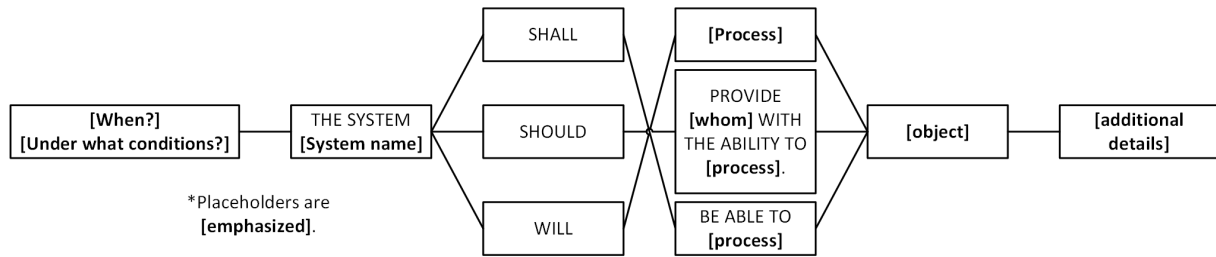 [When?]
[Under what conditions?]
THE SYSTEM
[System name]
SHALL
SHOULD
WILL
[Process]
PROVIDE
[whom] WITH
THE ABILITY TO
[process].
BE ABLE TO
[process]
[object]
[additional
details]
*Placeholders are
[emphasized].